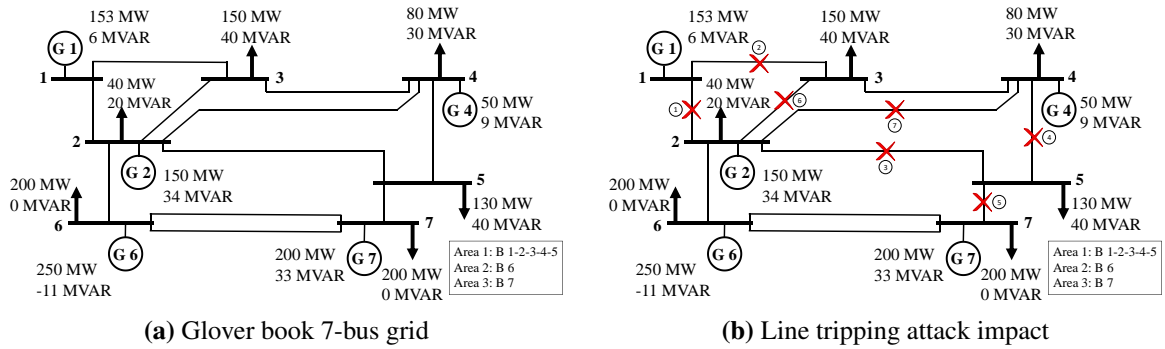 153 MW
6 MVAR
G 1
1
150 MW
40 MVAR
3
80 MW
30 MVAR
4
G 4
50 MW
9 MVAR
40 MW
20 MVAR
2
G 2
150 MW
34 MVAR
200 MW
0 MVAR
5
130 MW
40 MVAR
6
G 6
250 MW
-11 MVAR
7
G 7
200 MW
33 MVAR
200 MW
0 MVAR
Area 1: B 1-2-3-4-5
Area 2: B 6
Area 3: B 7
(a) Glover book 7-bus grid
153 MW
6 MVAR
G 1
1
2
150 MW
40 MVAR
3
80 MW
30 MVAR
4
G 4
50 MW
9 MVAR
1
40 MW
20 MVAR
6
7
4
2
G 2
150 MW
34 MVAR
3
200 MW
0 MVAR
5
5
130 MW
40 MVAR
6
G 6
250 MW
-11 MVAR
7
G 7
200 MW
33 MVAR
200 MW
0 MVAR
Area 1: B 1-2-3-4-5
Area 2: B 6
Area 3: B 7
(b) Line tripping attack impact